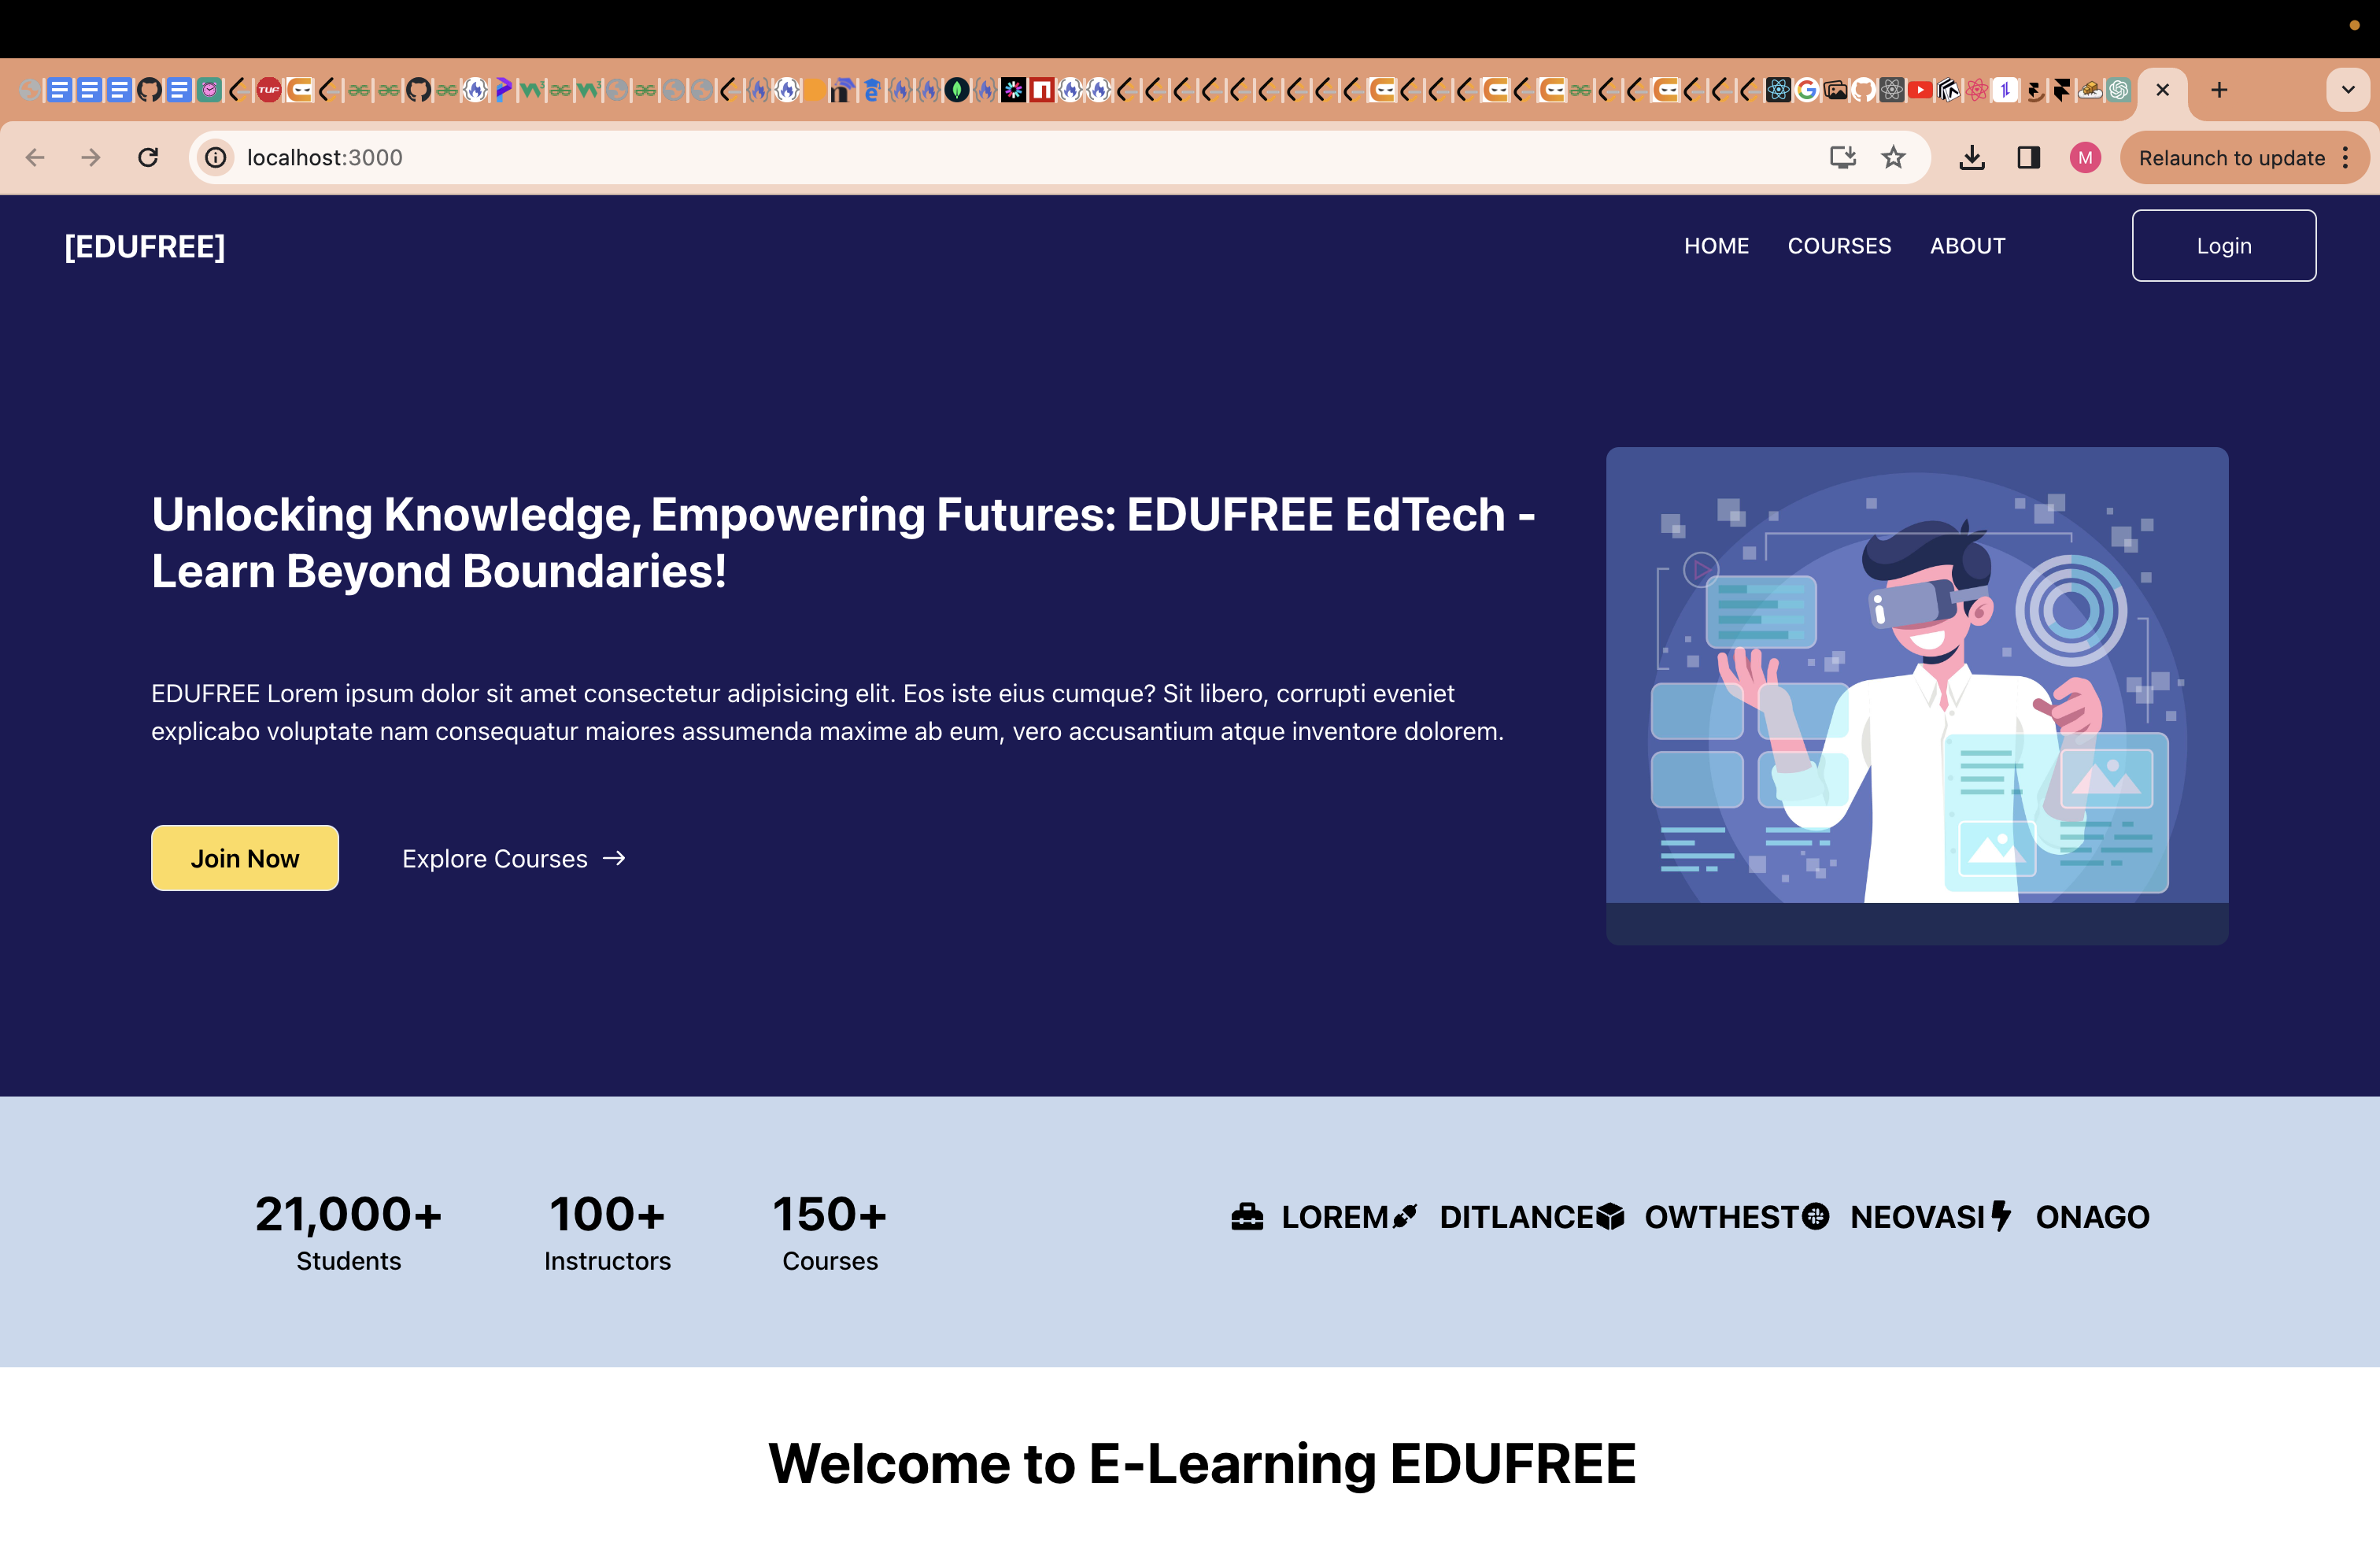 TUF
localhost:3000
M
Relaunch to update
[EDUFREE]
HOME COURSES ABOUT Login
Unlocking Knowledge, Empowering Futures: EDUFREE EdTech -
Learn Beyond Boundaries!
EDUFREE Lorem ipsum dolor sit amet consectetur adipisicing elit. Eos iste eius cumque? Sit libero, corrupti eveniet
explicabo voluptate nam consequatur maiores assumenda maxime ab eum, vero accusantium atque inventore dolorem.
Join Now Explore Courses →
21,000+ 100+ 150+
Students Instructors Courses
LOREM DITLANCE OWTHEST NEOVASI ONAGO
Welcome to E-Learning EDUFREE